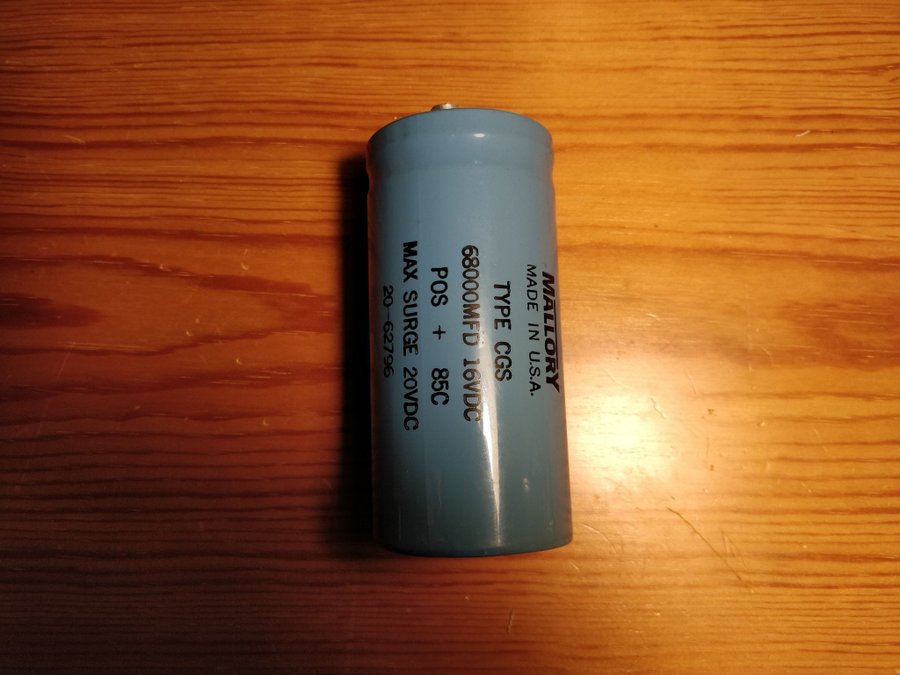 MALLORY
MADE IN U.S.A.
TYPE CGS
68000MFD 16VDC
POS + 85C
MAX SURGE 20VDC
20-62796